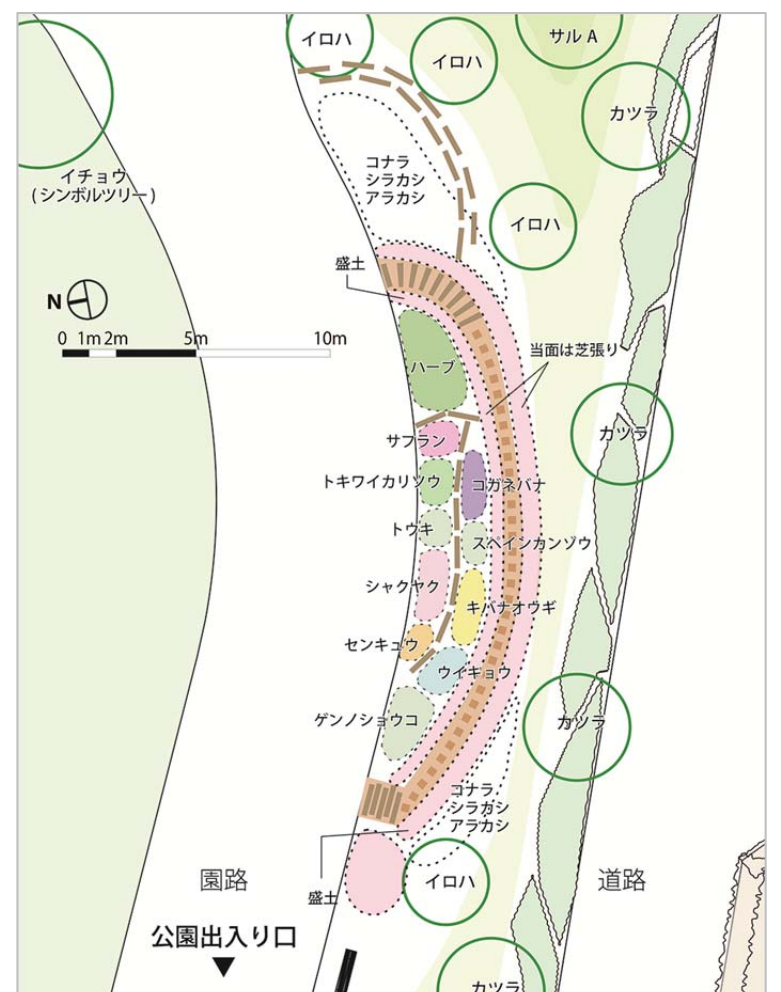 イロハ
サル A
イロハ
カツラ
イチョウ
(シンボルツリー)
コナラ
シラカシ
アラカシ
イロハ
盛土
N
0 1m 2m 5m 10m
当面は芝張り
ハーブ
カツラ
サフラン
トキワイカリソウ
コガネバナ
トウキ
スペインカンゾウ
シャクヤク
キバナオウギ
センキュウ
ウイキョウ
ゲンノショウコ
カツラ
コナラ
シラカシ
アラカシ
園路
イロハ
道路
盛土
公園出入り口
カツラ